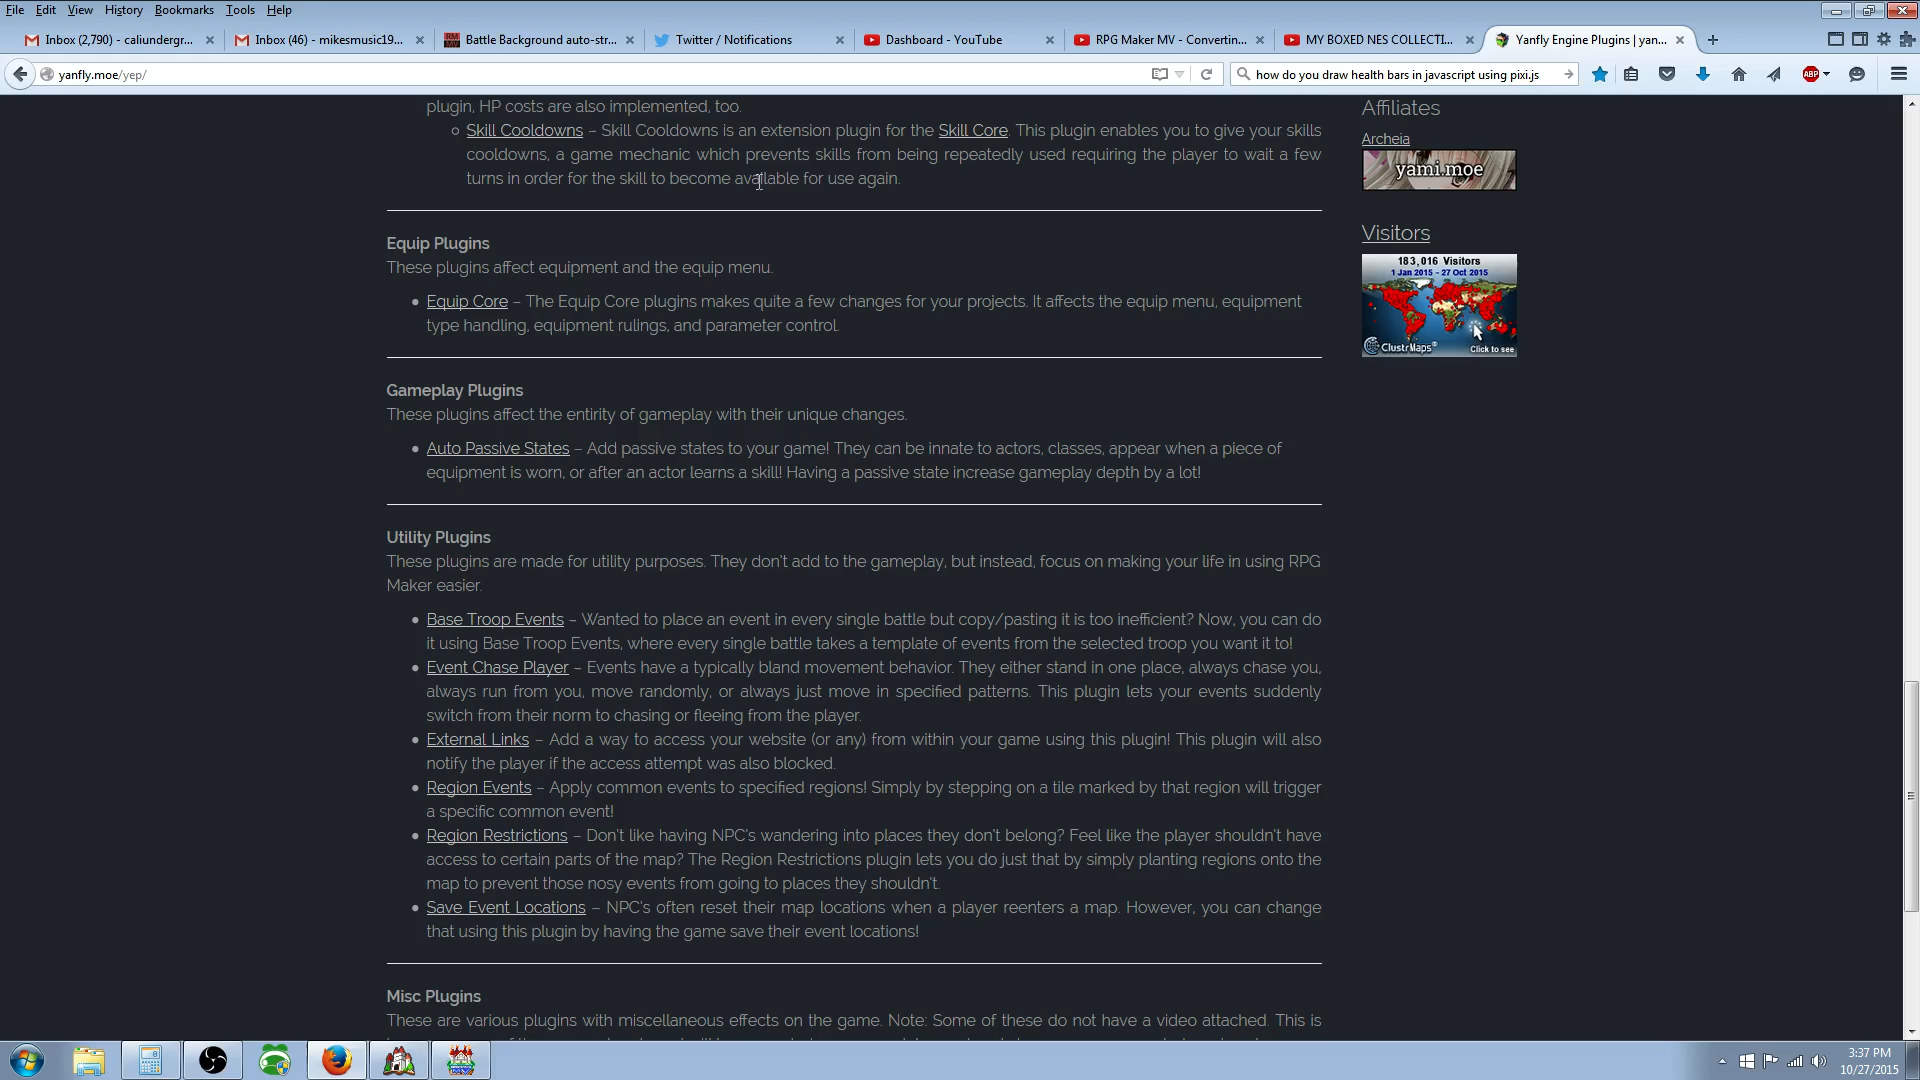 File Edit View History Bookmarks Tools Help
Inbox (2,790) - caliundergr...
Inbox (46) - mikesmusic19...
Battle Background auto-str...
Twitter / Notifications
Dashboard - YouTube
RPG Maker MV - Convertin...
MY BOXED NES COLLECTI...
Yanfly Engine Plugins | yan...
yanfly.moe/yep/
how do you draw health bars in javascript using pixi.js
ABP
plugin, HP costs are also implemented, too.
Skill Cooldowns – Skill Cooldowns is an extension plugin for the Skill Core. This plugin enables you to give your skills
cooldowns, a game mechanic which prevents skills from being repeatedly used requiring the player to wait a few
turns in order for the skill to become available for use again.
Equip Plugins
These plugins affect equipment and the equip menu.
Equip Core – The Equip Core plugins makes quite a few changes for your projects. It affects the equip menu, equipment
type handling, equipment rulings, and parameter control.
Gameplay Plugins
These plugins affect the entirity of gameplay with their unique changes.
Auto Passive States – Add passive states to your game! They can be innate to actors, classes, appear when a piece of
equipment is worn, or after an actor learns a skill! Having a passive state increase gameplay depth by a lot!
Utility Plugins
These plugins are made for utility purposes. They don't add to the gameplay, but instead, focus on making your life in using RPG
Maker easier.
Base Troop Events – Wanted to place an event in every single battle but copy/pasting it is too inefficient? Now, you can do
it using Base Troop Events, where every single battle takes a template of events from the selected troop you want it to!
Event Chase Player – Events have a typically bland movement behavior. They either stand in one place, always chase you,
always run from you, move randomly, or always just move in specified patterns. This plugin lets your events suddenly
switch from their norm to chasing or fleeing from the player.
External Links – Add a way to access your website (or any) from within your game using this plugin! This plugin will also
notify the player if the access attempt was also blocked.
Region Events – Apply common events to specified regions! Simply by stepping on a tile marked by that region will trigger
a specific common event!
Region Restrictions – Don't like having NPC's wandering into places they don't belong? Feel like the player shouldn't have
access to certain parts of the map? The Region Restrictions plugin lets you do just that by simply planting regions onto the
map to prevent those nosy events from going to places they shouldn't.
Save Event Locations – NPC's often reset their map locations when a player reenters a map. However, you can change
that using this plugin by having the game save their event locations!
Misc Plugins
These are various plugins with miscellaneous effects on the game. Note: Some of these do not have a video attached. This is
Affiliates
Archeia
yami.moe
Visitors
183,016 Visitors
1 Jan 2015 - 27 Oct 2015
ClustrMaps®
Click to see
3:37 PM
10/27/2015